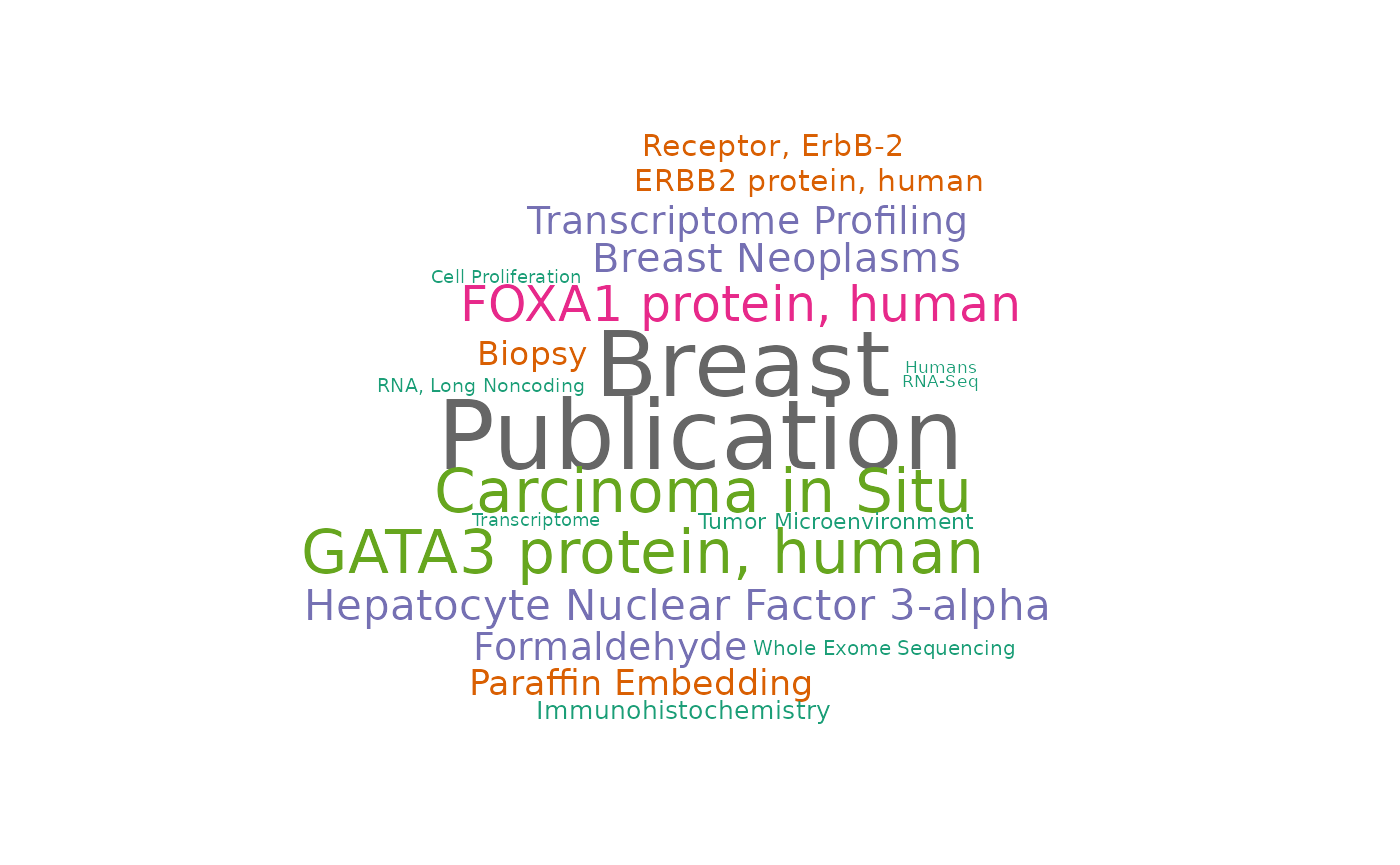 Receptor, ErbB-2
ERBB2 protein, human
Transcriptome Profiling
Breast Neoplasms
Cell Proliferation
FOXA1 protein, human
Biopsy
Breast
Humans
RNA-Seq
RNA, Long Noncoding
Publication
Carcinoma in Situ
Transcriptome
Tumor Microenvironment
GATA3 protein, human
Hepatocyte Nuclear Factor 3-alpha
Formaldehyde
Whole Exome Sequencing
Paraffin Embedding
Immunohistochemistry